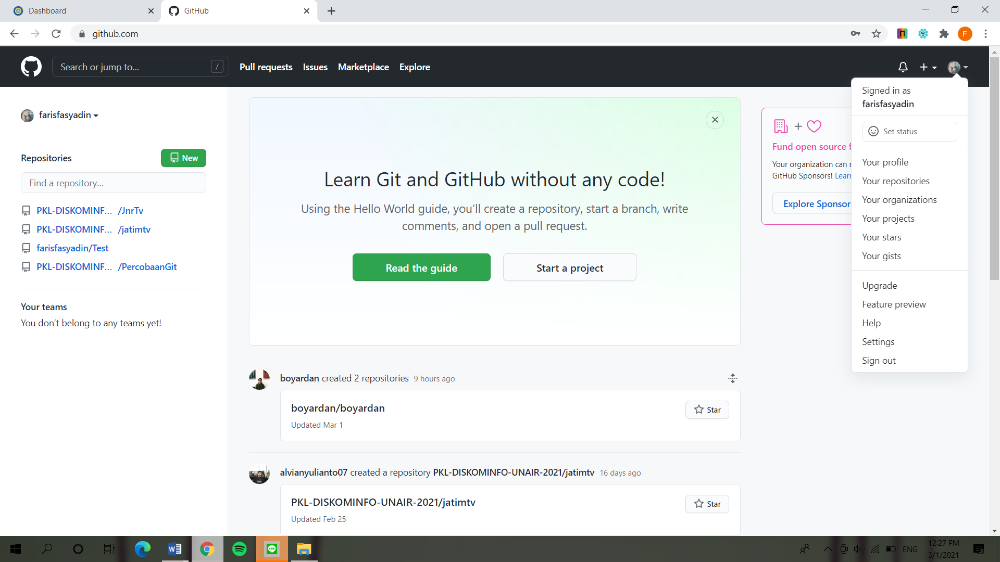 Dashboard
GitHub
github.com
F
Search or jump to...
/
Pull requests
Issues
Marketplace
Explore
Signed in as
farisfasyadin
Set status
Your profile
Your repositories
Your organizations
Your projects
Your stars
Your gists
Upgrade
Feature preview
Help
Settings
Sign out
farisfasyadin
Repositories
New
Find a repository...
PKL-DISKOMINF... /JnrTv
PKL-DISKOMINF... /jatimtv
farisfasyadin/Test
PKL-DISKOMINF... /PercobaanGit
Your teams
You don’t belong to any teams yet!
Learn Git and GitHub without any code!
Using the Hello World guide, you’ll create a repository, start a branch, write
comments, and open a pull request.
Read the guide
Start a project
Fund open source
Your organization can
GitHub Sponsors! Learn
Explore Sponsor
boyardan created 2 repositories 9 hours ago
boyardan/boyardan
Star
Updated Mar 1
alvianyulianto07 created a repository PKL-DISKOMINFO-UNAIR-2021/jatimtv 16 days ago
PKL-DISKOMINFO-UNAIR-2021/jatimtv
Star
Updated Feb 25
ENG
12:27 PM
3/1/2021